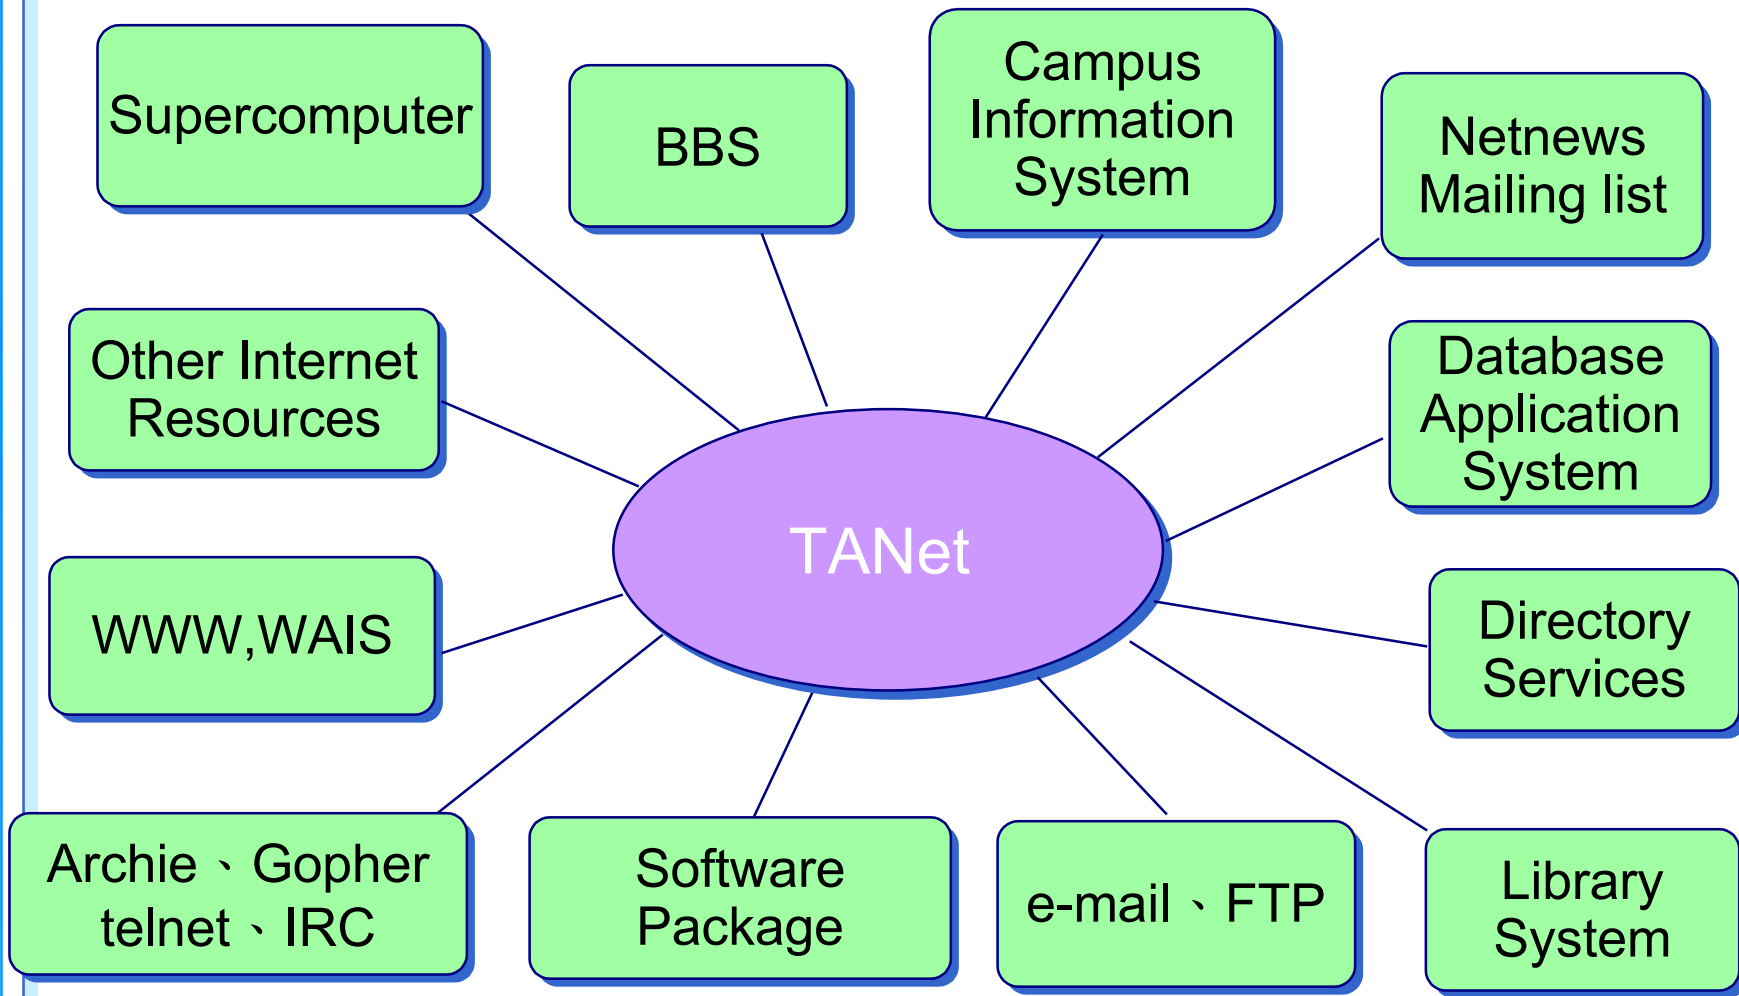 Supercomputer
BBS
Campus
Information
System
Netnews
Mailing list
Other Internet
Resources
Database
Application
System
TANet
WWW,WAIS
Directory
Services
Archie、Gopher
telnet、IRC
Software
Package
e-mail、FTP
Library
System